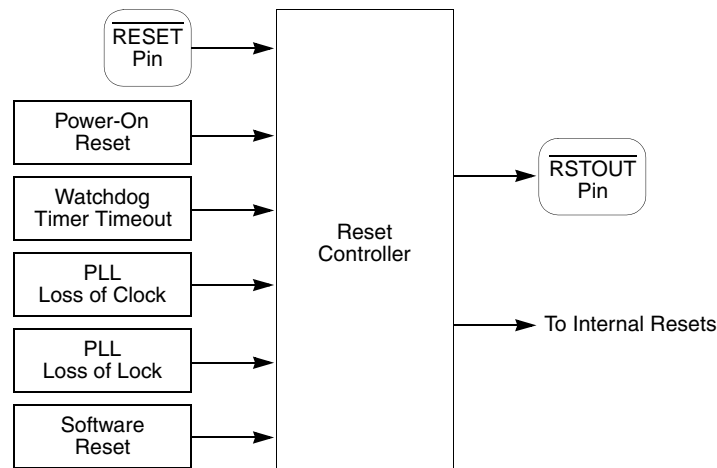 RESET
Pin
Power-On
Reset
Watchdog
Timer Timeout
PLL
Loss of Clock
PLL
Loss of Lock
Software
Reset
Reset
Controller
RSTOUT
Pin
To Internal Resets